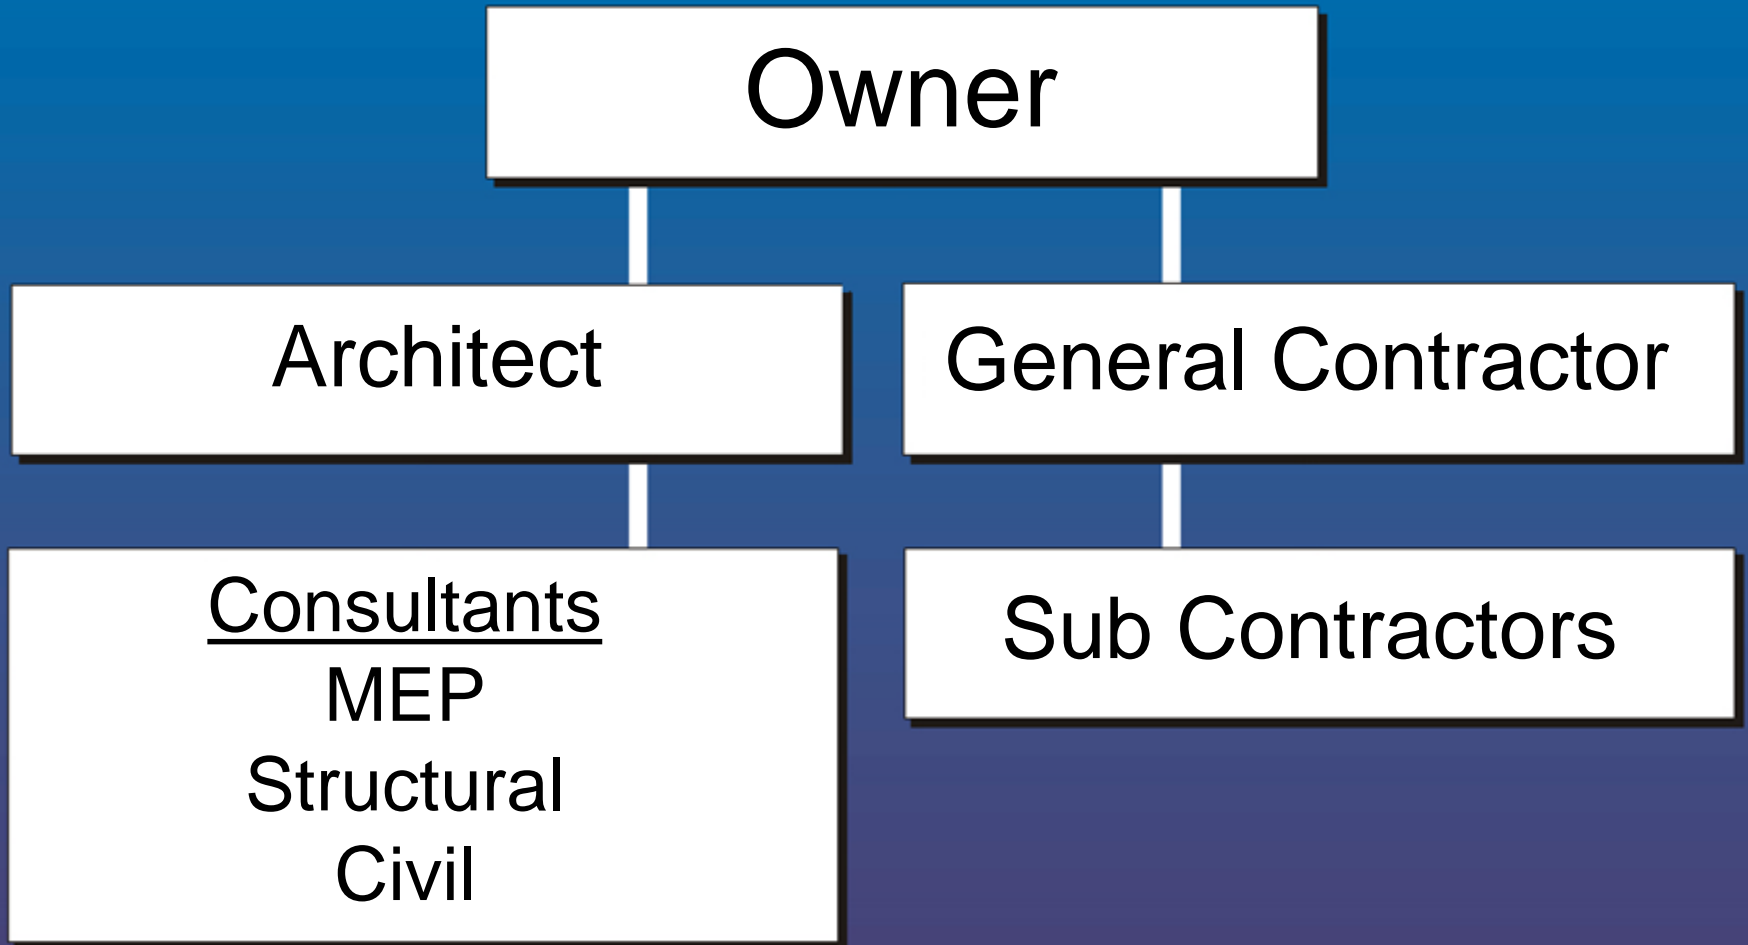 Owner
Architect
General Contractor
Consultants
MEP
Structural
Civil
Sub Contractors